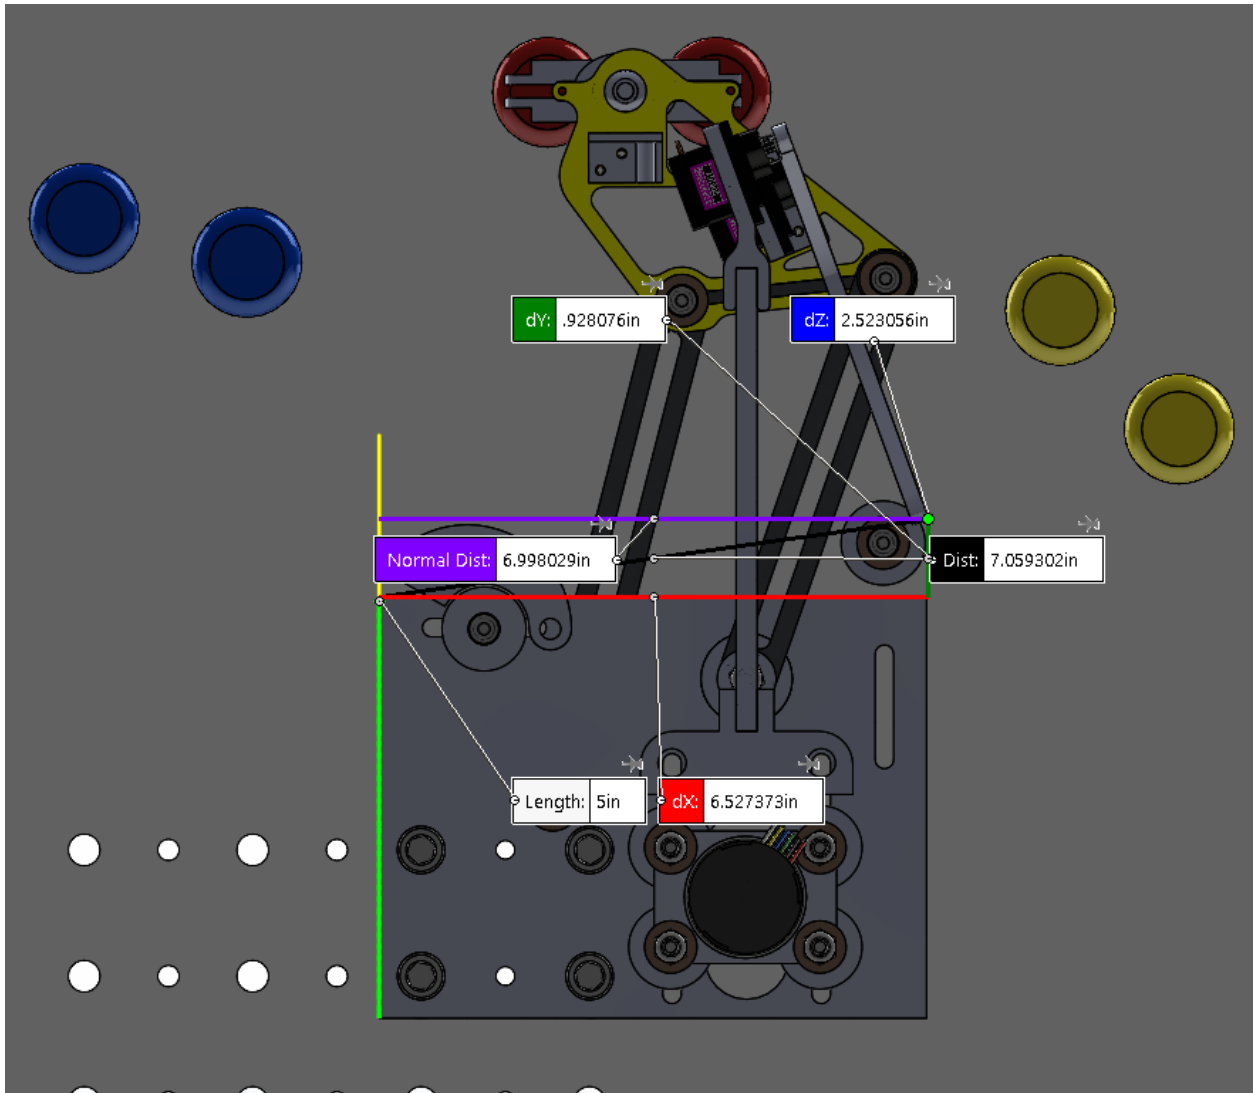 dY: .928076in
dZ: 2.523056in
Normal Dist: 6.998029in
Dist: 7.059302in
Length: 5in
dX: 6.527373in